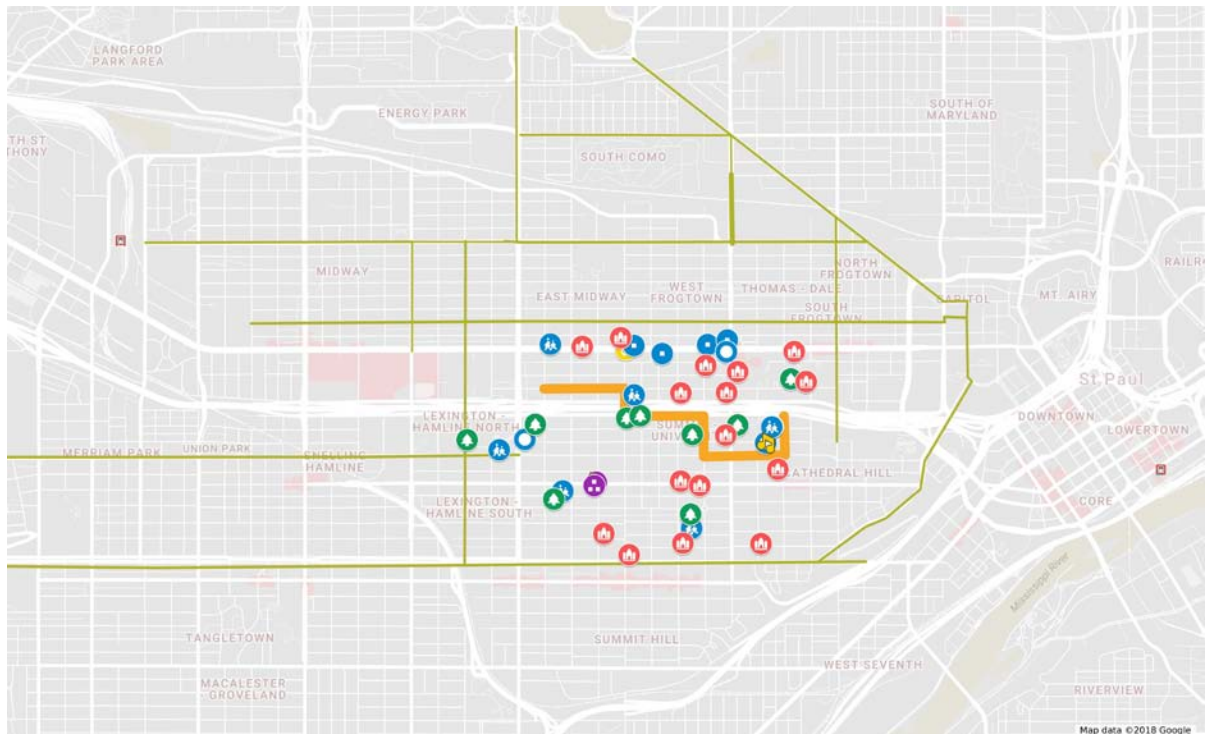 LANGFORD
PARK AREA
ENERGY PARK
SOUTH OF
MARYLAND
TH ST
THONY
SOUTH COMO
MIDWAY
NORTH
FROGTOWN
RAILR
EAST MIDWAY
WEST
FROGTOWN
THOMAS - DALE
SOUTH
FROGTOWN
CAPITOL
MT. AIRY
St Paul
DOWNTOWN
LOWERTOWN
LEXINGTON -
HAMLINE NORTH
SUMM
UNIV
MERRIAM PARK
UNION PARK
SNELLING
HAMLINE
CATHEDRAL HILL
CORE
LEXINGTON -
HAMLINE SOUTH
Mississippi River
TANGLETOWN
SUMMIT HILL
WEST SEVENTH
MACALESTER
- GROVELAND
RIVERVIEW
Map data ©2018 Google